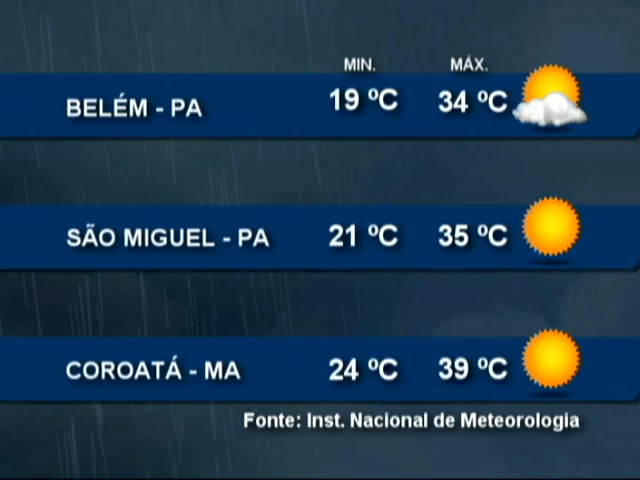 MIN. MÁX.
BELÉM - PA 19 ºC 34 ºC
SÃO MIGUEL - PA 21 ºC 35 ºC
COROATÁ - MA 24 ºC 39 ºC
Fonte: Inst. Nacional de Meteorologia